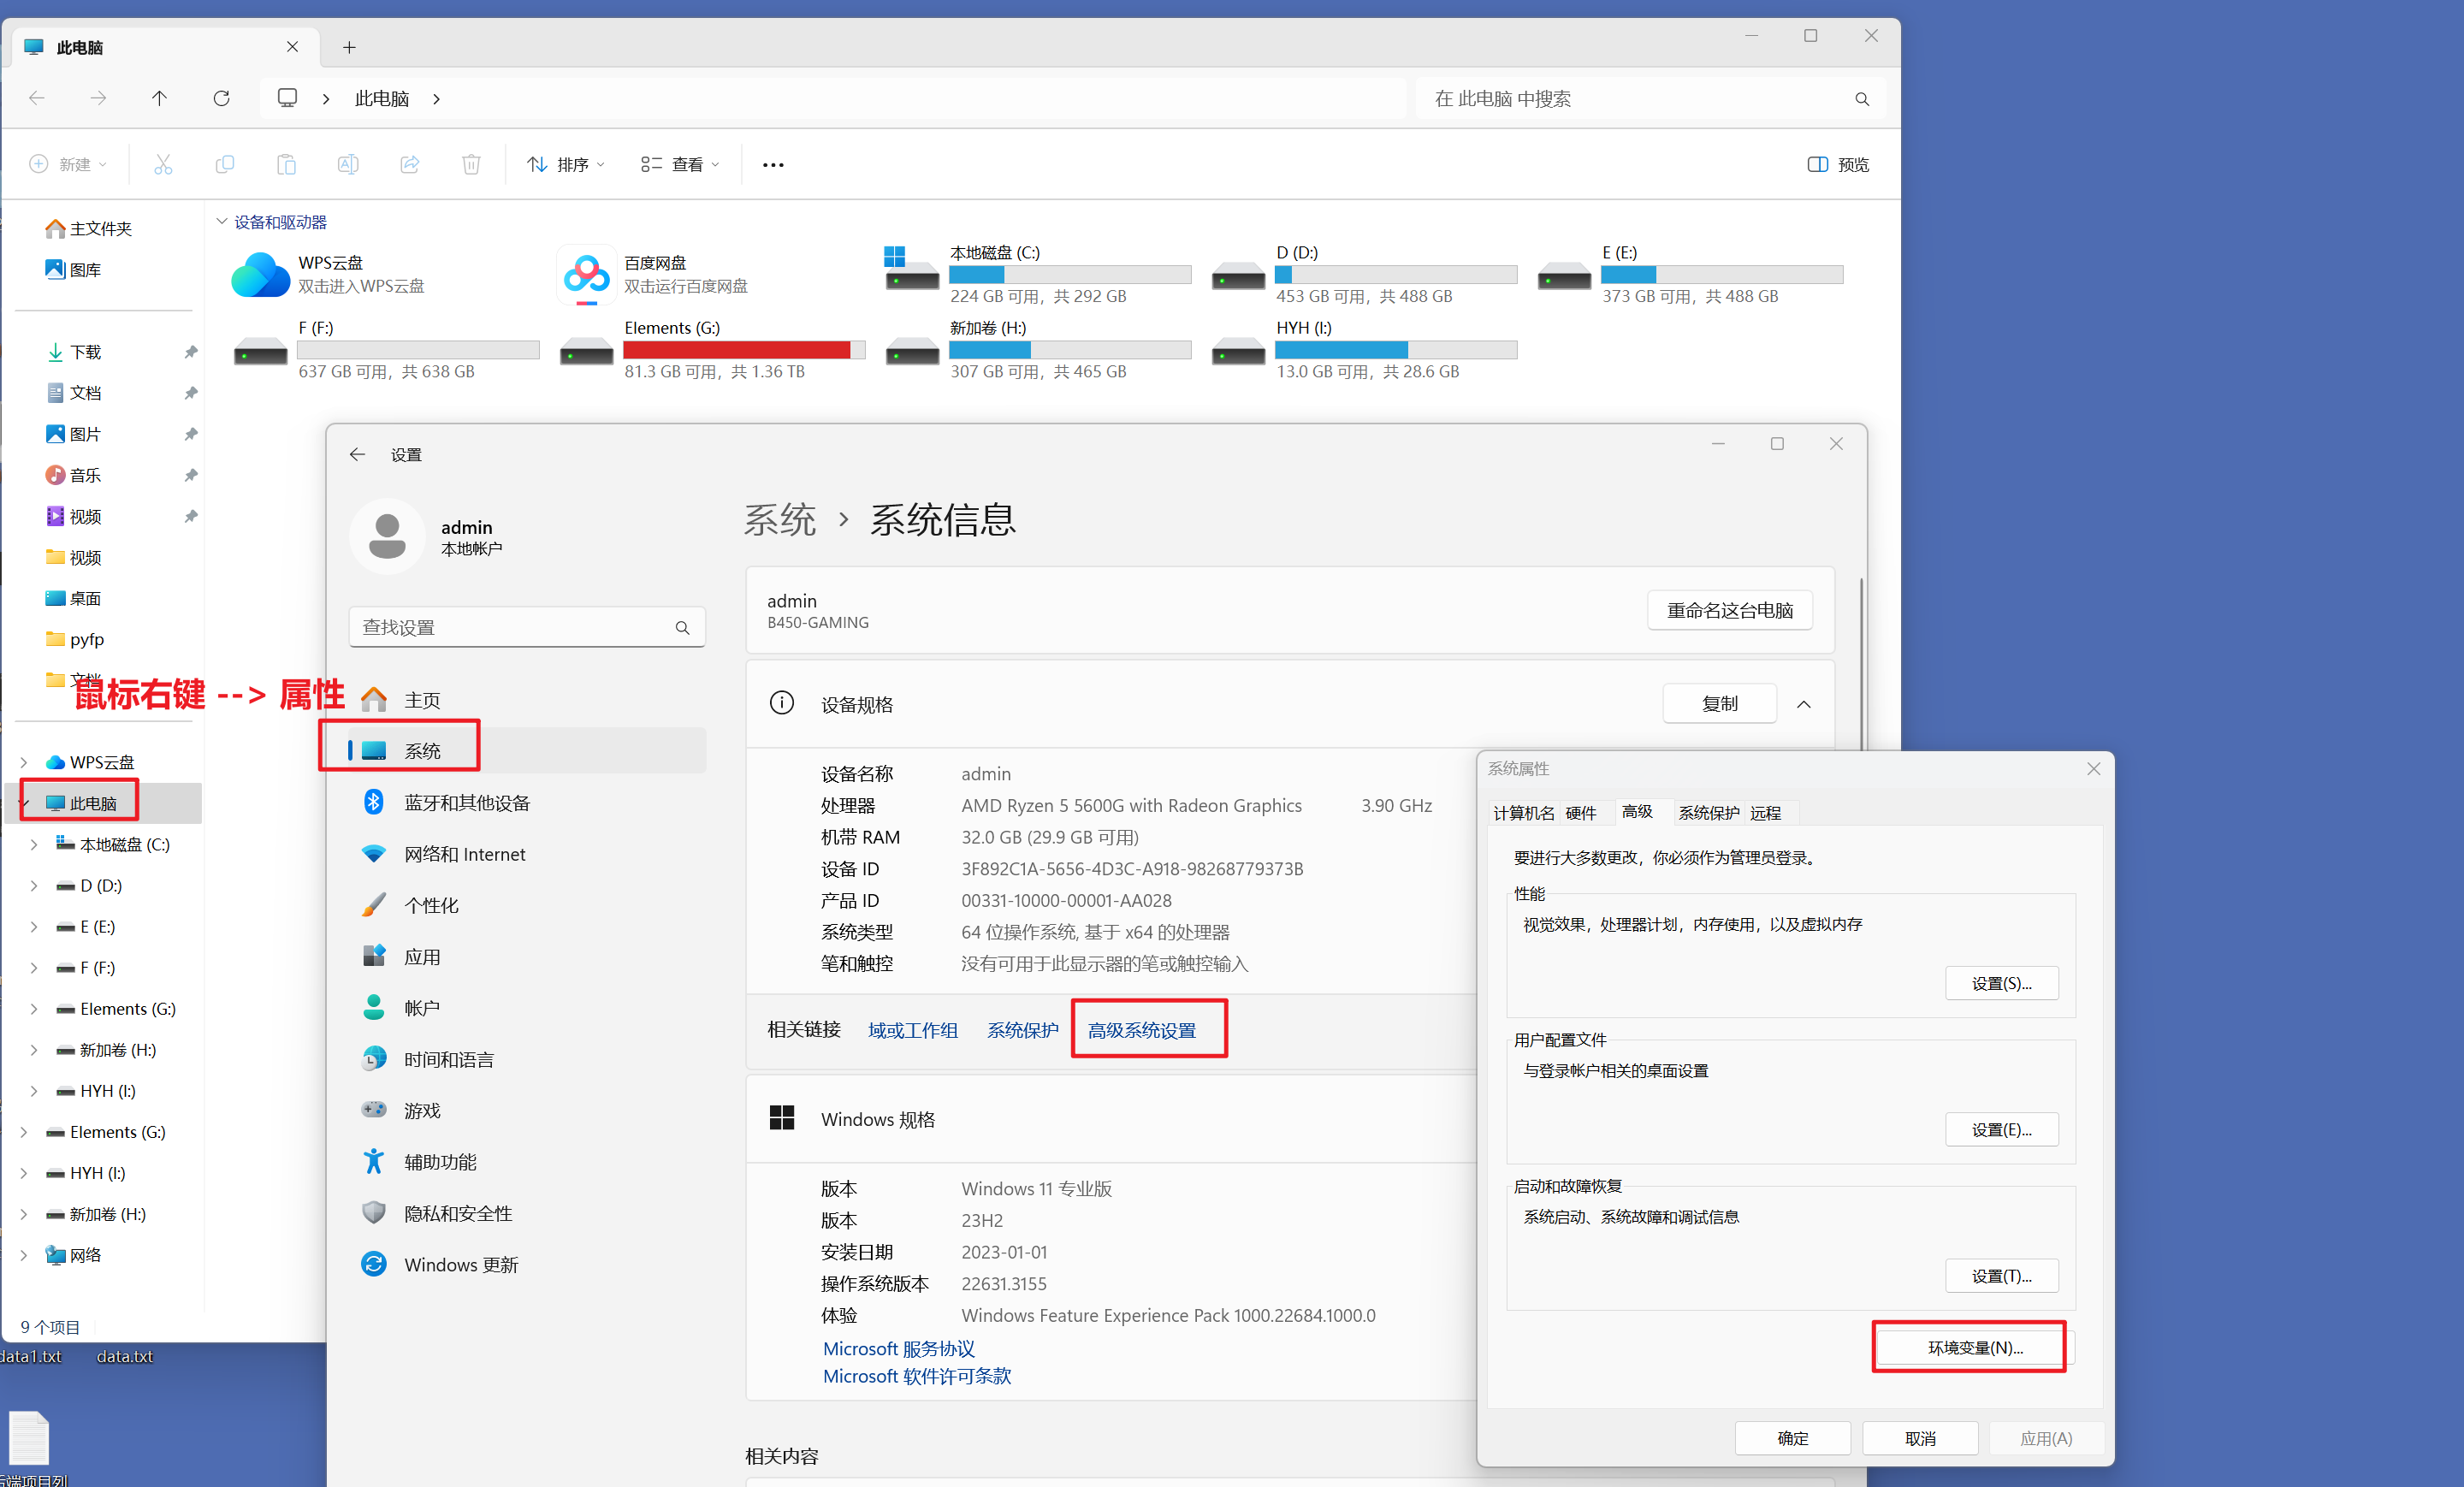 此电脑
此电脑
在 此电脑 中搜索
新建
排序
查看
预览
主文件夹
图库
下载
文档
图片
音乐
视频
视频
桌面
pyfp
文档
鼠标右键 --> 属性
WPS云盘
此电脑
本地磁盘 (C:)
D (D:)
E (E:)
F (F:)
Elements (G:)
新加卷 (H:)
HYH (I:)
Elements (G:)
HYH (I:)
新加卷 (H:)
网络
9 个项目
设备和驱动器
WPS云盘
双击进入WPS云盘
百度网盘
双击运行百度网盘
本地磁盘 (C:)
224 GB 可用，共 292 GB
D (D:)
453 GB 可用，共 488 GB
E (E:)
373 GB 可用，共 488 GB
F (F:)
637 GB 可用，共 638 GB
Elements (G:)
81.3 GB 可用，共 1.36 TB
新加卷 (H:)
307 GB 可用，共 465 GB
HYH (I:)
13.0 GB 可用，共 28.6 GB
设置
admin
本地帐户
查找设置
主页
系统
蓝牙和其他设备
网络和 Internet
个性化
应用
帐户
时间和语言
游戏
辅助功能
隐私和安全性
Windows 更新
系统 › 系统信息
admin
B450-GAMING
重命名这台电脑
设备规格
复制
设备名称 admin
处理器 AMD Ryzen 5 5600G with Radeon Graphics 3.90 GHz
机带 RAM 32.0 GB (29.9 GB 可用)
设备 ID 3F892C1A-5656-4D3C-A918-98268779373B
产品 ID 00331-10000-00001-AA028
系统类型 64 位操作系统, 基于 x64 的处理器
笔和触控 没有可用于此显示器的笔或触控输入
相关链接 域或工作组 系统保护 高级系统设置
Windows 规格
版本 Windows 11 专业版
版本 23H2
安装日期 2023-01-01
操作系统版本 22631.3155
体验 Windows Feature Experience Pack 1000.22684.1000.0
Microsoft 服务协议
Microsoft 软件许可条款
相关内容
系统属性
计算机名 硬件 高级 系统保护 远程
要进行大多数更改，你必须作为管理员登录。
性能
视觉效果，处理器计划，内存使用，以及虚拟内存
设置(S)...
用户配置文件
与登录帐户相关的桌面设置
设置(E)...
启动和故障恢复
系统启动、系统故障和调试信息
设置(T)...
环境变量(N)...
确定 取消 应用(A)
data1.txt data.txt
端项目列